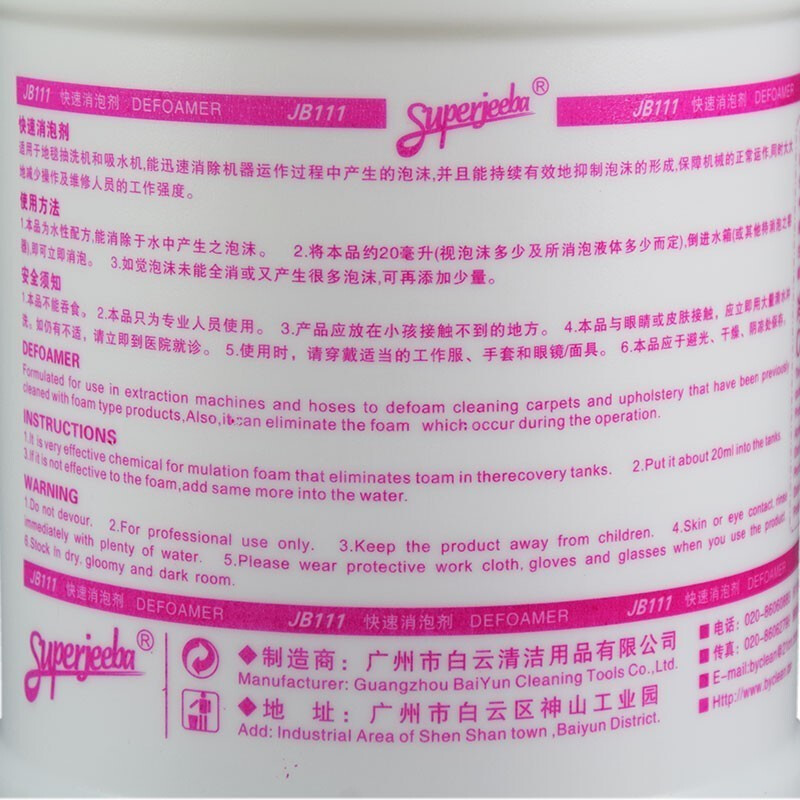 JB111 快速消泡剂 DEFOAMER JB111 Superjeeba® JB111 快速消泡剂 DEFOAMER
快速消泡剂
适用于地毯抽洗机和吸水机,能迅速消除机器运作过程中产生的泡沫,并且能持续有效地抑制泡沫的形成,保障机械的正常运作,同时大大
地减少操作及维修人员的工作强度。
使用方法
1.本品为水性配方,能消除于水中产生之泡沫。 2.将本品约20毫升(视泡沫多少及所消泡液体多少而定),倒进水箱(或其他待消泡之容
器),即可立即消泡。 3.如觉泡沫未能全消或又产生很多泡沫,可再添加少量。
安全须知
1.本品不能吞食。 2.本品只为专业人员使用。 3.产品应放在小孩接触不到的地方。 4.本品与眼睛或皮肤接触，应立即用大量清水冲
洗。如仍有不适，请立即到医院就诊。 5.使用时，请穿戴适当的工作服、手套和眼镜/面具。 6.本品应于避光、干燥、阴凉处保存。
DEFOAMER
Formulated for use in extraction machines and hoses to defoam cleaning carpets and upholstery that have been previously
cleaned with foam type products,Also,it can eliminate the foam which occur during the operation.
INSTRUCTIONS
1.It is very effective chemical for mulation foam that eliminates toam in therecovery tanks. 2.Put it about 20ml into the tanks
3.If it is not effective to the foam,add same more into the water.
WARNING
1.Do not devour. 2.For professional use only. 3.Keep the product away from children. 4.Skin or eye contact, rinse
immediately with plenty of water. 5.Please wear protective work cloth, gloves and glasses when you use the product.
6.Stock in dry, gloomy and dark room.
JB111 快速消泡剂 DEFOAMER JB111 快速消泡剂 DEFOAMER JB111 快速消泡剂 DEFOAMER
Superjeeba®
◆制造商：广州市白云清洁用品有限公司
Manufacturer: Guangzhou BaiYun Cleaning Tools Co.,Ltd.
◆地 址：广州市白云区神山工业园
Add: Industrial Area of Shen Shan town ,Baiyun District.
■电话：020-
■传真：020-
■E-mail:byclean@
■Http://www.byclean